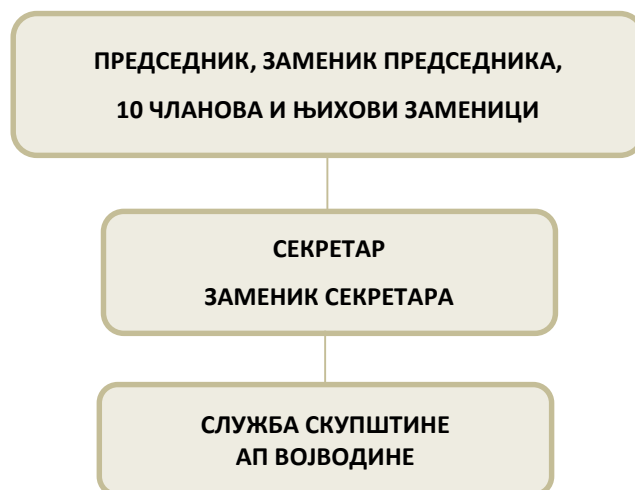 ПРЕДСЕДНИК, ЗАМЕНИК ПРЕДСЕДНИКА,
10 ЧЛАНОВА И ЊИХОВИ ЗАМЕНИЦИ
СЕКРЕТАР
ЗАМЕНИК СЕКРЕТАРА
СЛУЖБА СКУПШТИНЕ
АП ВОЈВОДИНЕ